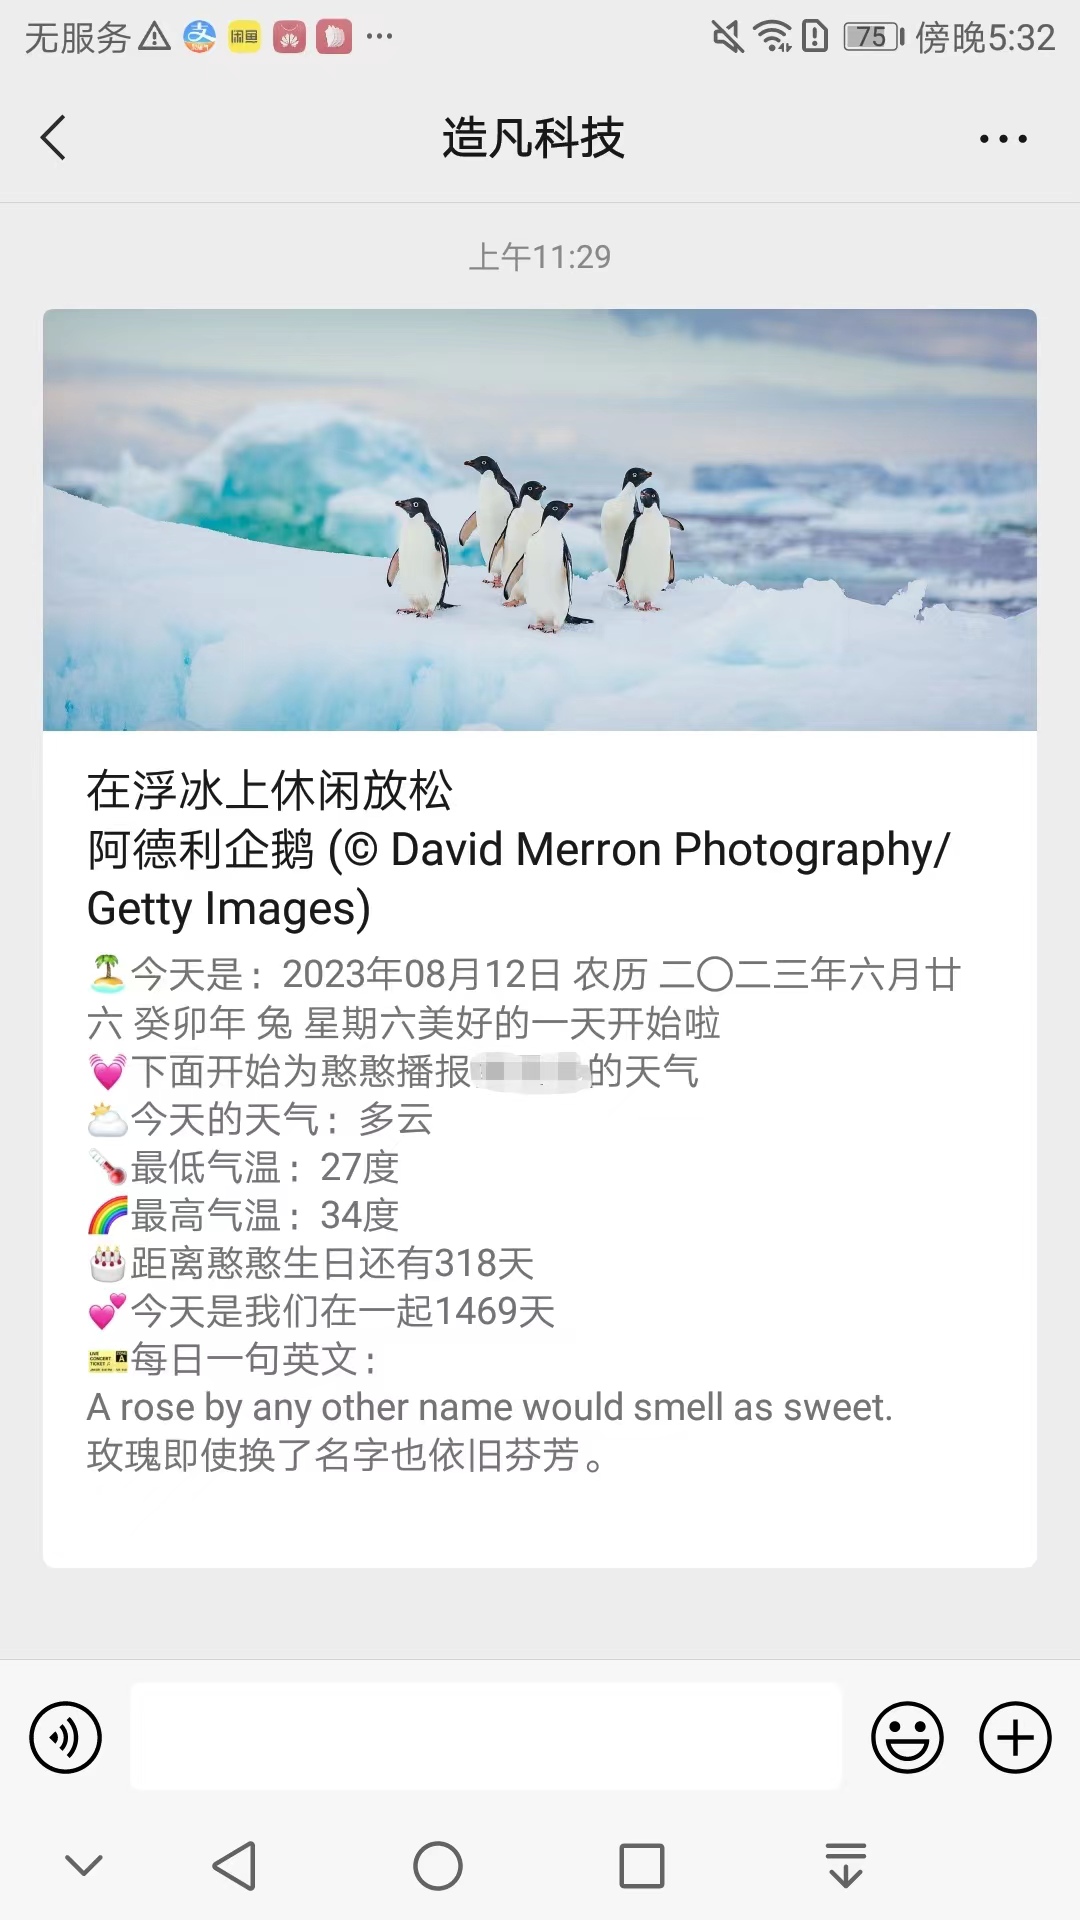 无服务
闲鱼
75
傍晚5:32
造凡科技
上午11:29
在浮冰上休闲放松
阿德利企鹅 (© David Merron Photography/
Getty Images)
今天是：2023年08月12日 农历 二〇二三年六月廿
六 癸卯年 兔 星期六美好的一天开始啦
下面开始为憨憨播报的天气
今天的天气：多云
最低气温：27度
最高气温：34度
距离憨憨生日还有318天
今天是我们在一起1469天
每日一句英文：
A rose by any other name would smell as sweet.
玫瑰即使换了名字也依旧芬芳。